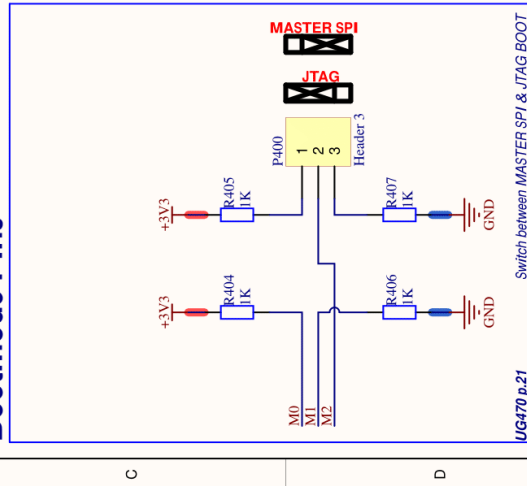 MASTER SPI
JTAG
P400
1
2
3
Header 3
+3V3
R405
1K
R407
1K
GND
+3V3
R404
1K
R406
1K
GND
M0
M1
M2
UG470 p.21
Switch between MASTER SPI & JTAG BOOT
C
D